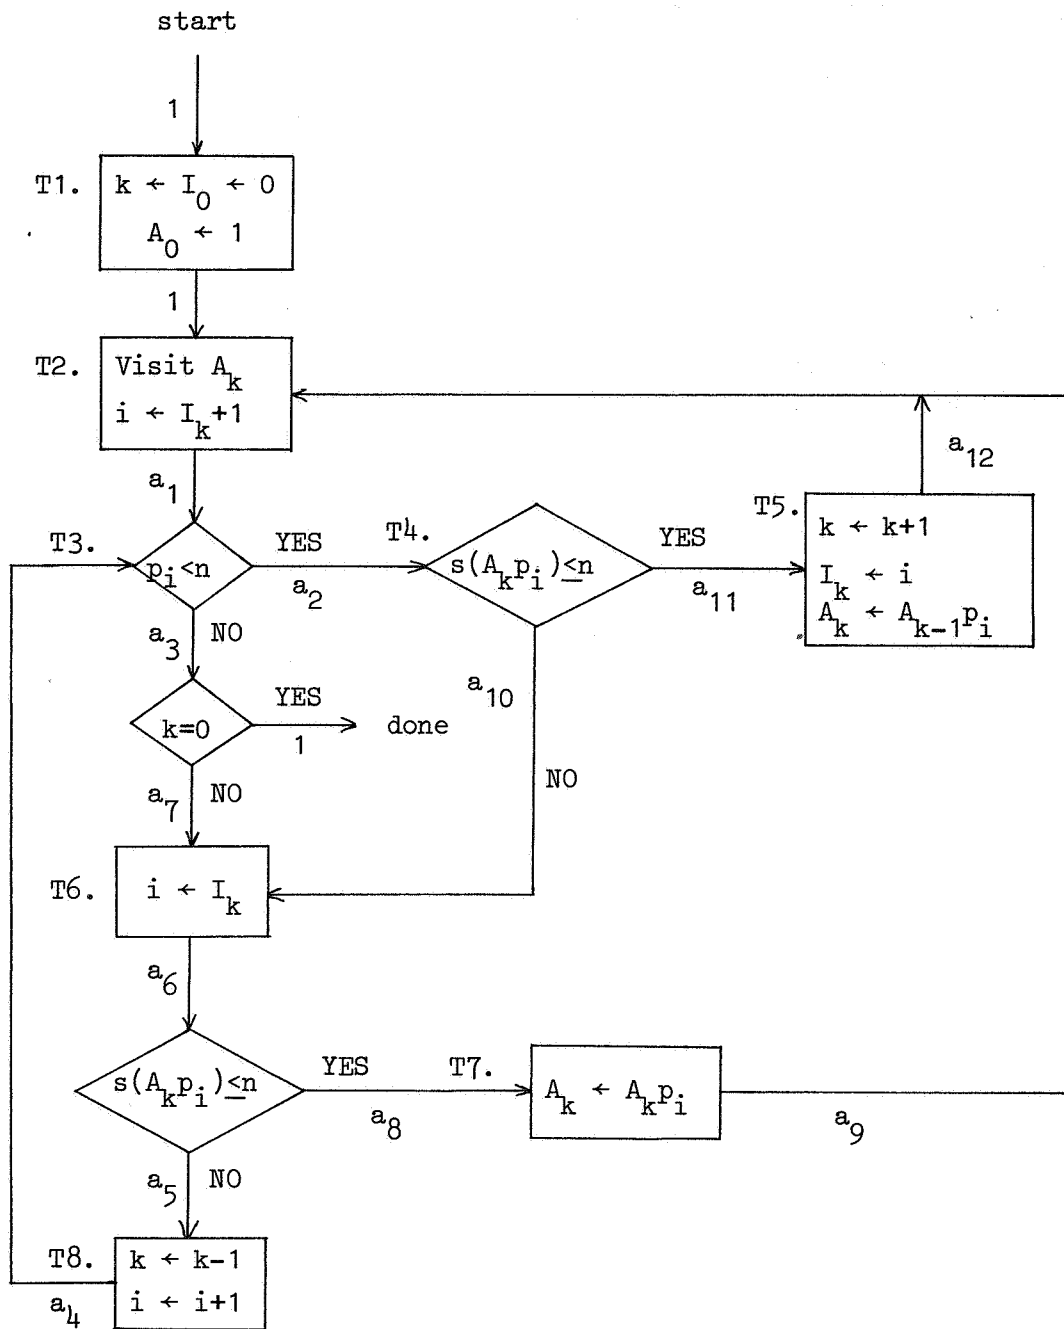 start
1
T1.
k ← I₀ ← 0
A₀ ← 1
1
T2.
Visit Aₖ
i ← Iₖ+1
a₁
a₁₂
T3.
pᵢ<n
YES
a₂
T4.
s(Aₖpᵢ)≤n
YES
a₁₁
T5.
k ← k+1
Iₖ ← i
Aₖ ← Aₖ₋₁pᵢ
a₃
NO
a₁₀
k=0
YES
1
done
NO
a₇
NO
T6.
i ← Iₖ
a₆
s(Aₖpᵢ)≤n
YES
a₈
T7.
Aₖ ← Aₖpᵢ
a₉
a₅
NO
T8.
k ← k-1
i ← i+1
a₄